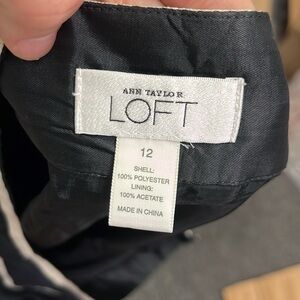 ANN TAYLOR
LOFT
12
SHELL:
100% POLYESTER
LINING:
100% ACETATE
MADE IN CHINA